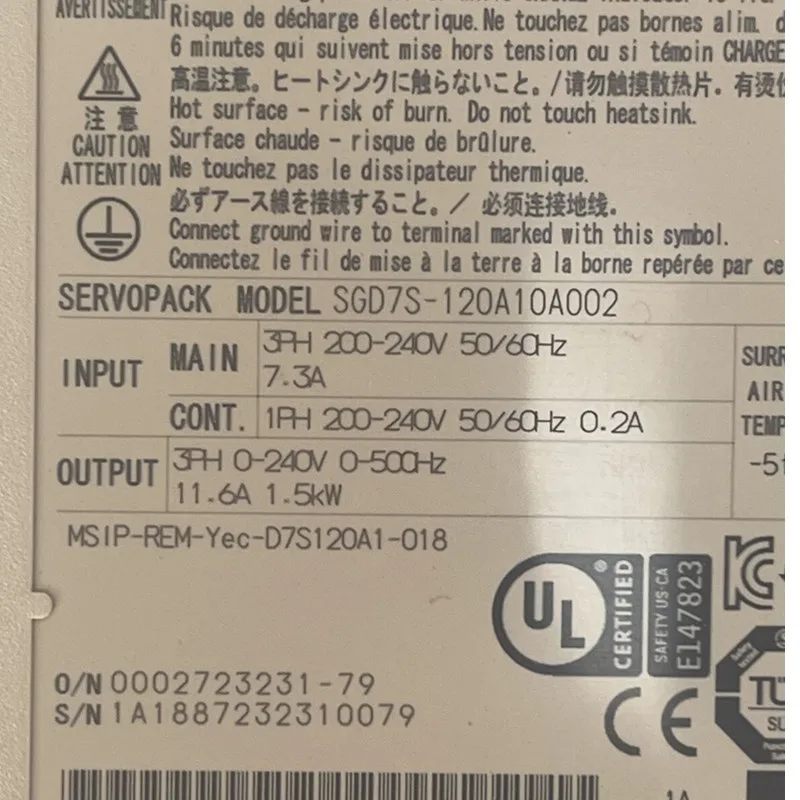 AVERTISSEMENT
Risque de décharge électrique. Ne touchez pas bornes alim.
6 minutes qui suivent mise hors tension ou si témoin CHARGE
高温注意。ヒートシンクに触らないこと。/请勿触摸散热片。有烫伤
注意
CAUTION
ATTENTION
Hot surface - risk of burn. Do not touch heatsink.
Surface chaude - risque de brûlure.
Ne touchez pas le dissipateur thermique.
必ずアース線を接続すること。/ 必须连接地线.
Connect ground wire to terminal marked with this symbol.
Connectez le fil de mise à la terre à la borne repérée par ce
SERVOPACK MODEL SGD7S-120A10A002
INPUT
MAIN
3PH 200-240V 50/60Hz
7.3A
CONT.
1PH 200-240V 50/60Hz 0.2A
OUTPUT
3PH 0-240V 0-500Hz
11.6A 1.5kW
SURR
AIR
TEMP
-5
MSIP-REM-Yec-D7S120A1-018
UL
®
CERTIFIED
SAFETY US-CA
E147823
KC
O/N 0002723231-79
S/N 1A1887232310079
CE
TÜ
1A